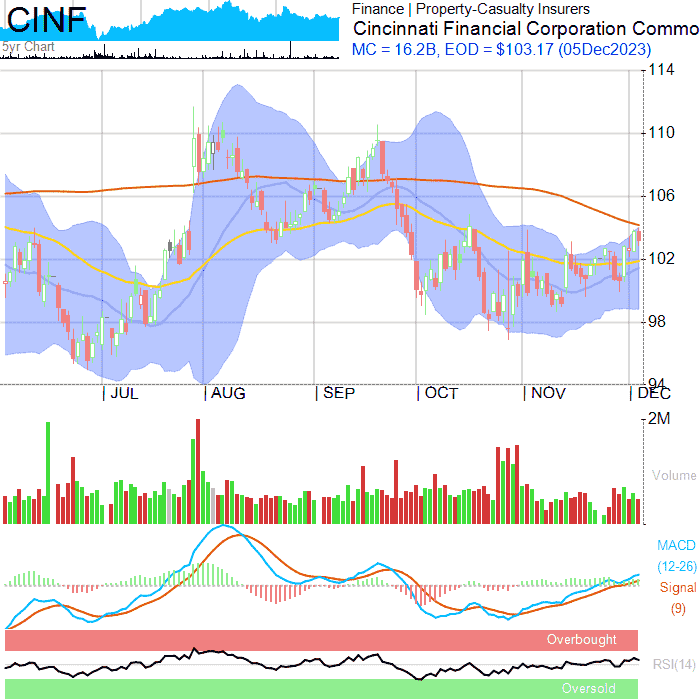 CINF
5yr Chart
Finance | Property-Casualty Insurers
Cincinnati Financial Corporation Commo
MC = 16.2B, EOD = $103.17 (05Dec2023)
114
110
106
102
98
94
JUL AUG SEP OCT NOV DEC
2M
Volume
MACD
(12-26)
Signal
(9)
Overbought
RSI(14)
Oversold